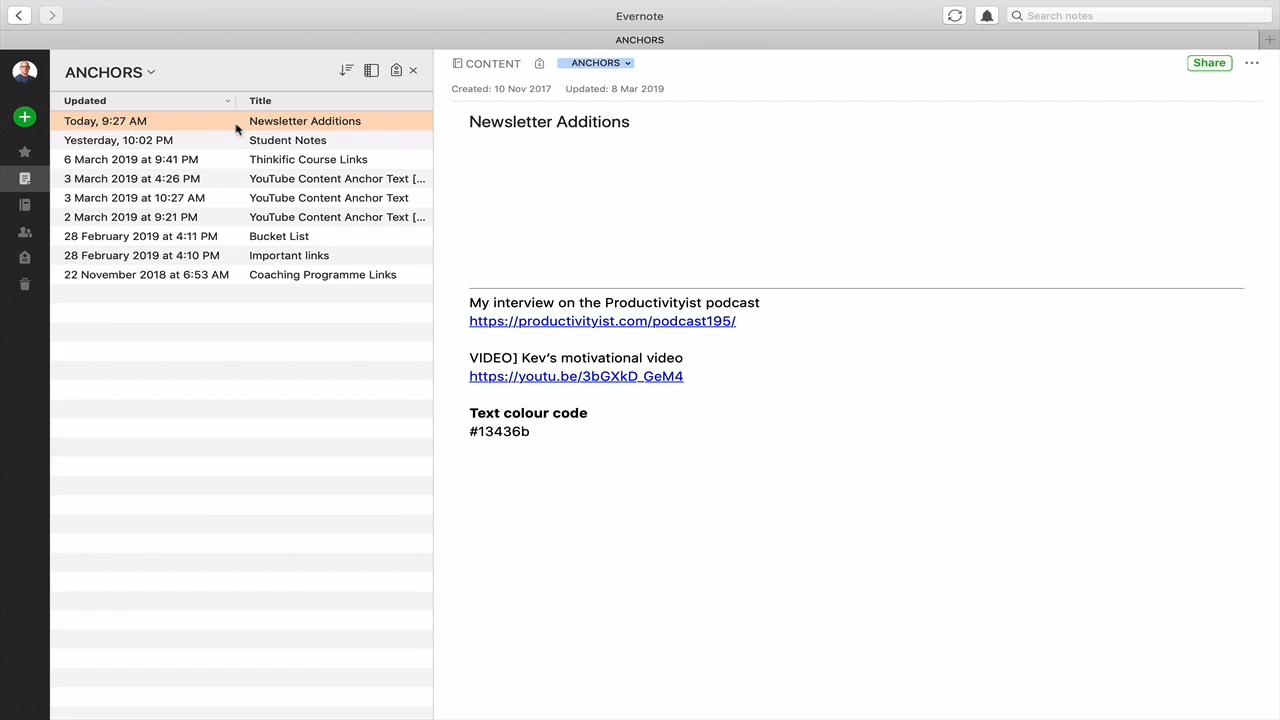 Evernote
Search notes
ANCHORS
ANCHORS
Updated Title
Today, 9:27 AM Newsletter Additions
Yesterday, 10:02 PM Student Notes
6 March 2019 at 9:41 PM Thinkific Course Links
3 March 2019 at 4:26 PM YouTube Content Anchor Text [...
3 March 2019 at 10:27 AM YouTube Content Anchor Text
2 March 2019 at 9:21 PM YouTube Content Anchor Text [...
28 February 2019 at 4:11 PM Bucket List
28 February 2019 at 4:10 PM Important links
22 November 2018 at 6:53 AM Coaching Programme Links
CONTENT ANCHORS Share
Created: 10 Nov 2017 Updated: 8 Mar 2019
Newsletter Additions
My interview on the Productivityist podcast
https://productivityist.com/podcast195/
VIDEO] Kev’s motivational video
https://youtu.be/3bGXkD_GeM4
Text colour code
#13436b